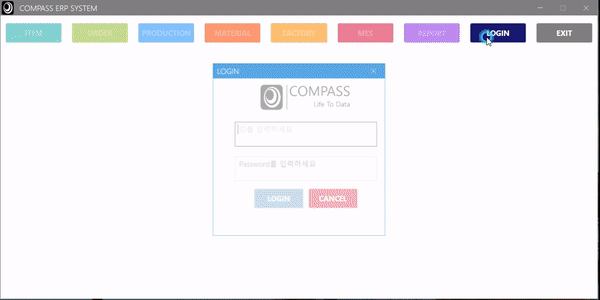 COMPASS ERP SYSTEM
ITEM ORDER PRODUCTION MATERIAL FACTORY MES REPORT LOGIN EXIT
LOGIN
COMPASS
Life To Data
ID를 입력하세요
Password를 입력하세요
LOGIN CANCEL